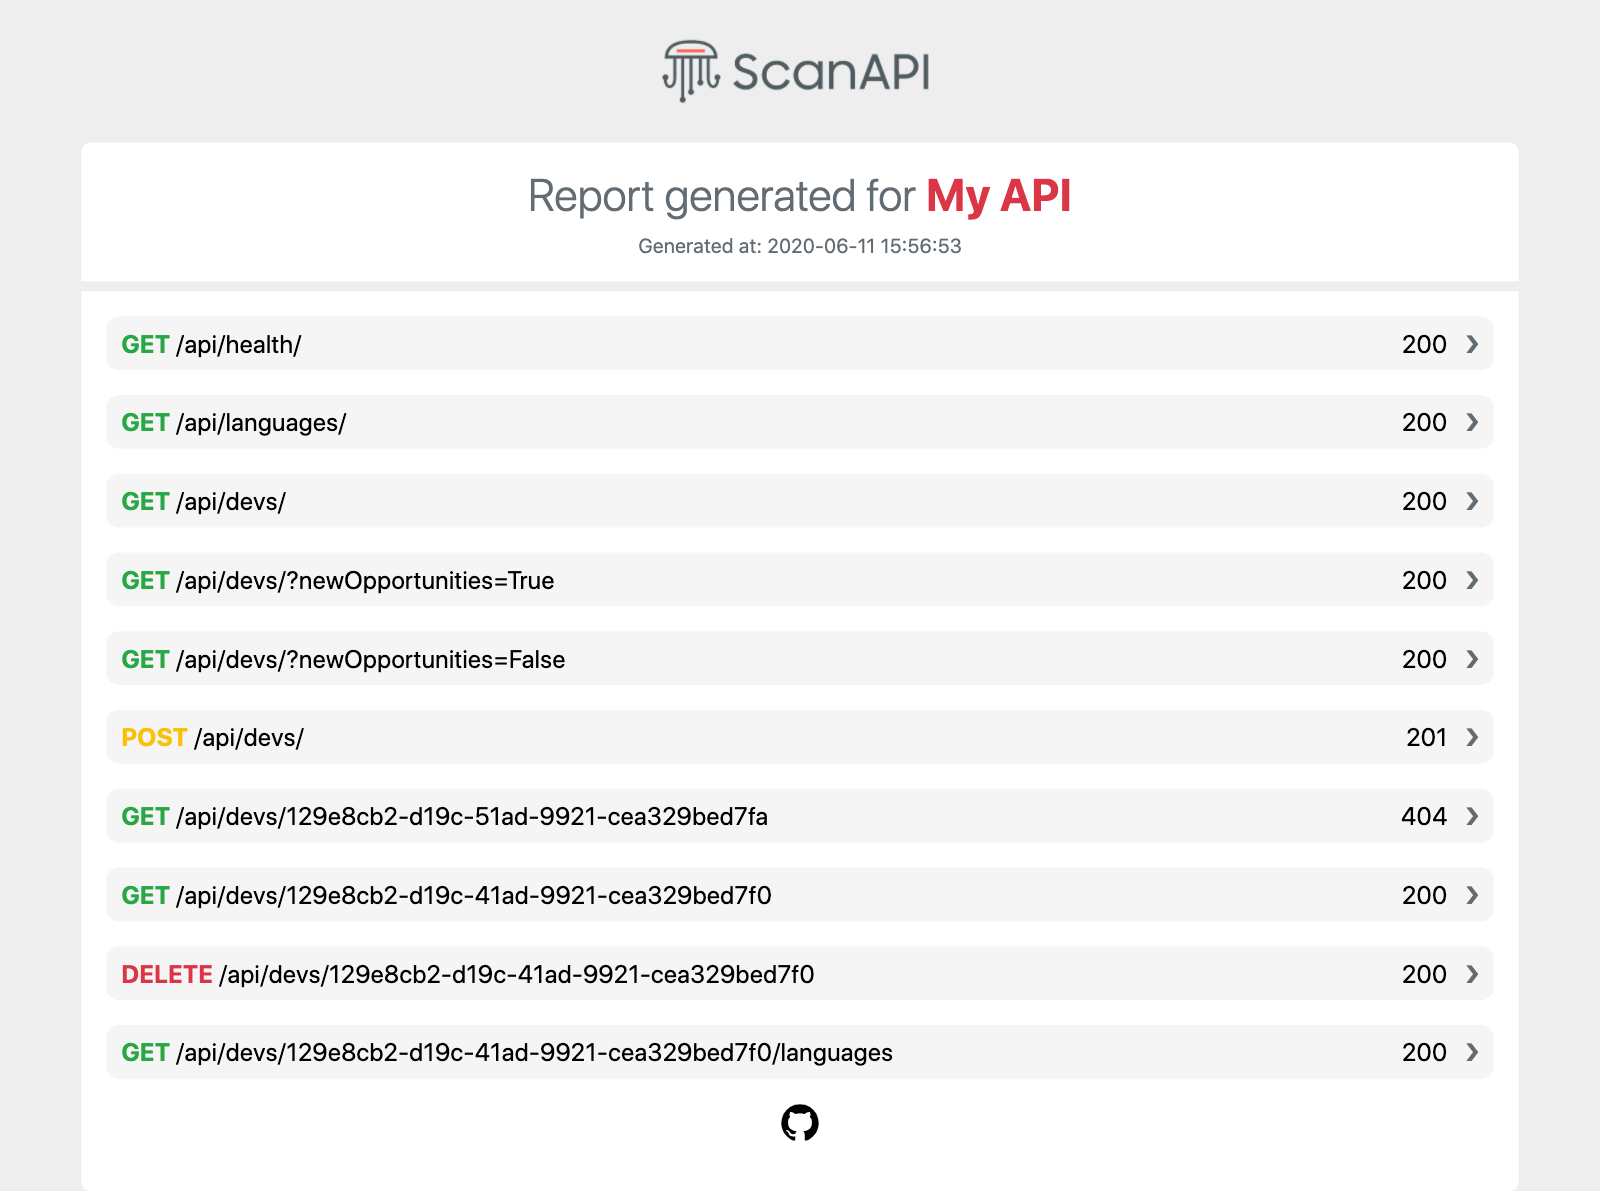 ScanAPI
Report generated for My API
Generated at: 2020-06-11 15:56:53
GET /api/health/ 200
GET /api/languages/ 200
GET /api/devs/ 200
GET /api/devs/?newOpportunities=True 200
GET /api/devs/?newOpportunities=False 200
POST /api/devs/ 201
GET /api/devs/129e8cb2-d19c-51ad-9921-cea329bed7fa 404
GET /api/devs/129e8cb2-d19c-41ad-9921-cea329bed7f0 200
DELETE /api/devs/129e8cb2-d19c-41ad-9921-cea329bed7f0 200
GET /api/devs/129e8cb2-d19c-41ad-9921-cea329bed7f0/languages 200